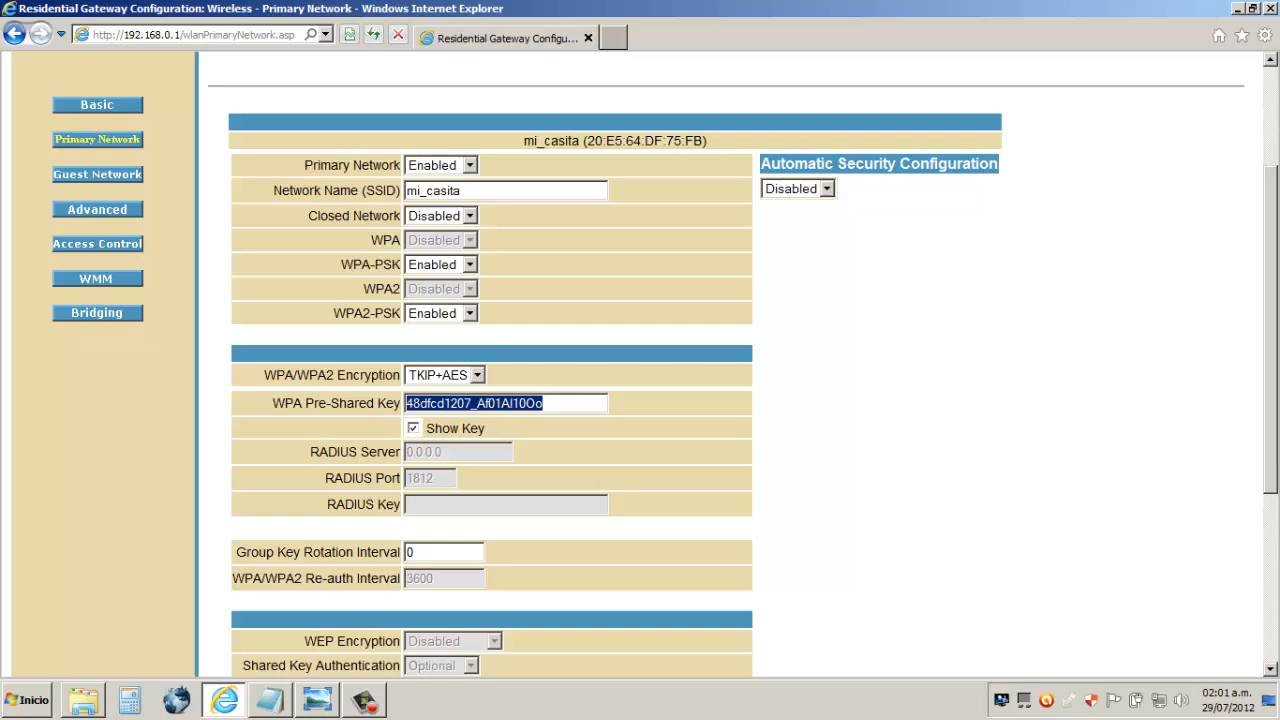 Residential Gateway Configuration: Wireless - Primary Network - Windows Internet Explorer
http://192.168.0.1/wlanPrimaryNetwork.asp
Residential Gateway Configu...
Basic
Primary Network
Guest Network
Advanced
Access Control
WMM
Bridging
mi_casita (20:E5:64:DF:75:FB)
Primary Network Enabled
Automatic Security Configuration
Disabled
Network Name (SSID) mi_casita
Closed Network Disabled
WPA Disabled
WPA-PSK Enabled
WPA2 Disabled
WPA2-PSK Enabled
WPA/WPA2 Encryption TKIP+AES
WPA Pre-Shared Key 48dfcd1207_Af01Al10Oo
Show Key
RADIUS Server 0.0.0.0
RADIUS Port 1812
RADIUS Key
Group Key Rotation Interval 0
WPA/WPA2 Re-auth Interval 3600
WEP Encryption Disabled
Shared Key Authentication Optional
Inicio
02:01 a.m.
29/07/2012